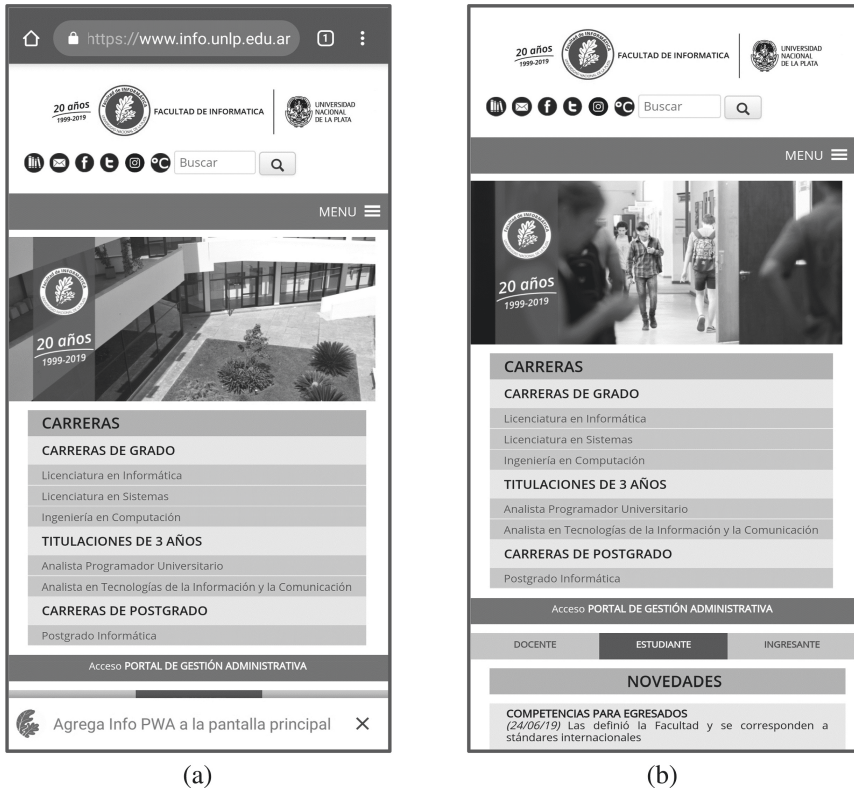 https://www.info.unlp.edu.ar 1
20 años
1999-2019
FACULTAD DE INFORMATICA
UNIVERSIDAD
NACIONAL
DE LA PLATA
Buscar
MENU
20 años
1999-2019
CARRERAS
CARRERAS DE GRADO
Licenciatura en Informática
Licenciatura en Sistemas
Ingeniería en Computación
TITULACIONES DE 3 AÑOS
Analista Programador Universitario
Analista en Tecnologías de la Información y la Comunicación
CARRERAS DE POSTGRADO
Postgrado Informática
Acceso PORTAL DE GESTIÓN ADMINISTRATIVA
Agrega Info PWA a la pantalla principal
(a)
20 años
1999-2019
FACULTAD DE INFORMATICA
UNIVERSIDAD
NACIONAL
DE LA PLATA
Buscar
MENU
20 años
1999-2019
CARRERAS
CARRERAS DE GRADO
Licenciatura en Informática
Licenciatura en Sistemas
Ingeniería en Computación
TITULACIONES DE 3 AÑOS
Analista Programador Universitario
Analista en Tecnologías de la Información y la Comunicación
CARRERAS DE POSTGRADO
Postgrado Informática
Acceso PORTAL DE GESTIÓN ADMINISTRATIVA
DOCENTE ESTUDIANTE INGRESANTE
NOVEDADES
COMPETENCIAS PARA EGRESADOS
(24/06/19) Las definió la Facultad y se corresponden a
stándares internacionales
(b)